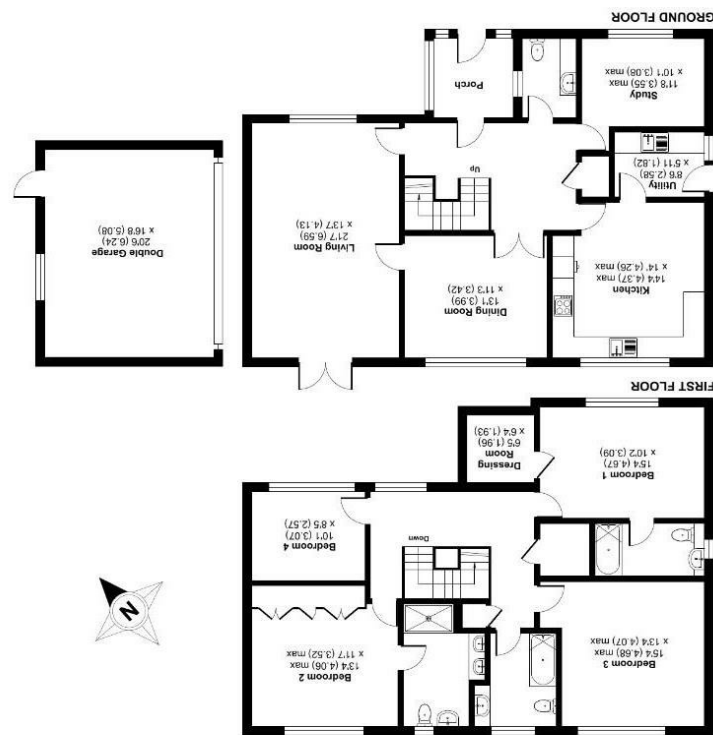 Bedroom 3
15'4 (4.68) max
x 13'4 (4.07) max
Bedroom 2
13'4 (4.06) max
x 11'7 (3.52) max
N
Down
Bedroom 4
10'1 (3.07)
x 8'5 (2.57)
Bedroom 1
15'4 (4.67)
x 10'2 (3.09)
Dressing
Room
6'5 (1.96)
x 6'4 (1.93)
FIRST FLOOR
Kitchen
14'4 (4.37) max
x 14' (4.26) max
Dining Room
13'1 (3.99)
x 11'3 (3.42)
Living Room
21'7 (6.59)
x 13'7 (4.13)
Double Garage
20'6 (6.24)
x 16'8 (5.08)
Utility
8'6 (2.58)
x 5'11 (1.82)
Up
Study
11'8 (3.55) max
x 10'1 (3.08) max
Porch
GROUND FLOOR